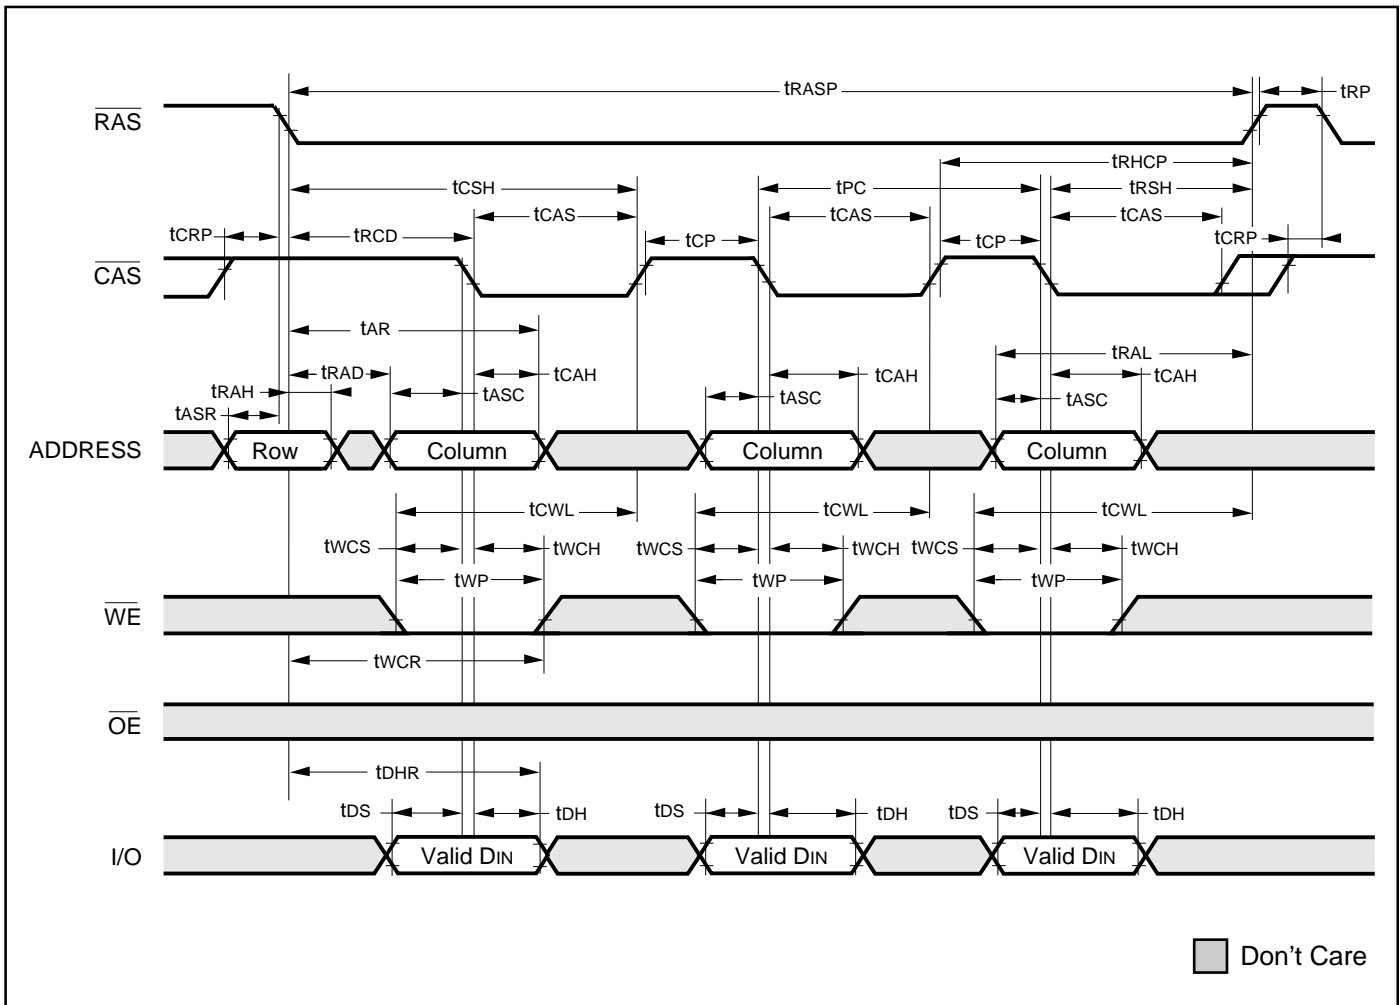 tRASP
tRP
RAS
tRHCP
tCSH tPC tRSH
tCAS tCAS tCAS
tCRP tRCD tCP tCP tCRP
CAS
tAR
tRAL
tRAD tCAH tCAH tCAH
tRAH
tASC tASC tASC
tASR
ADDRESS Row Column Column Column
tCWL tCWL tCWL
tWCS tWCH tWCS tWCH tWCS tWCH
tWP tWP tWP
WE
tWCR
OE
tDHR
tDS tDH tDS tDH tDS tDH
I/O Valid DIN Valid DIN Valid DIN
Don't Care